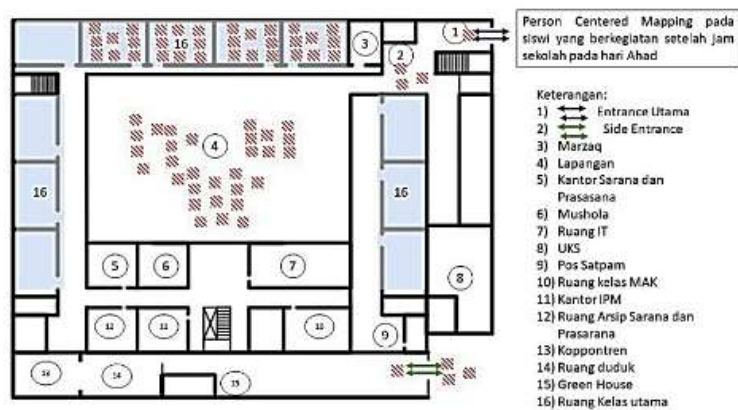 Person Centered Mapping pada
siswi yang berkegiatan setelah jam
sekolah pada hari Ahad
Keterangan:
1) Entrance Utama
2) Side Entrance
3) Marzaq
4) Lapangan
5) Kantor Sarana dan
Prasasana
6) Mushola
7) Ruang IT
8) UKS
9) Pos Satpam
10) Ruang kelas MAK
11) Kantor IPM
12) Ruang Arsip Sarana dan
Prasarana
13) Koppontren
14) Ruang duduk
15) Green House
16) Ruang Kelas utama
1
16
3
2
4
16
16
5
6
7
8
12
11
10
9
13
14
15